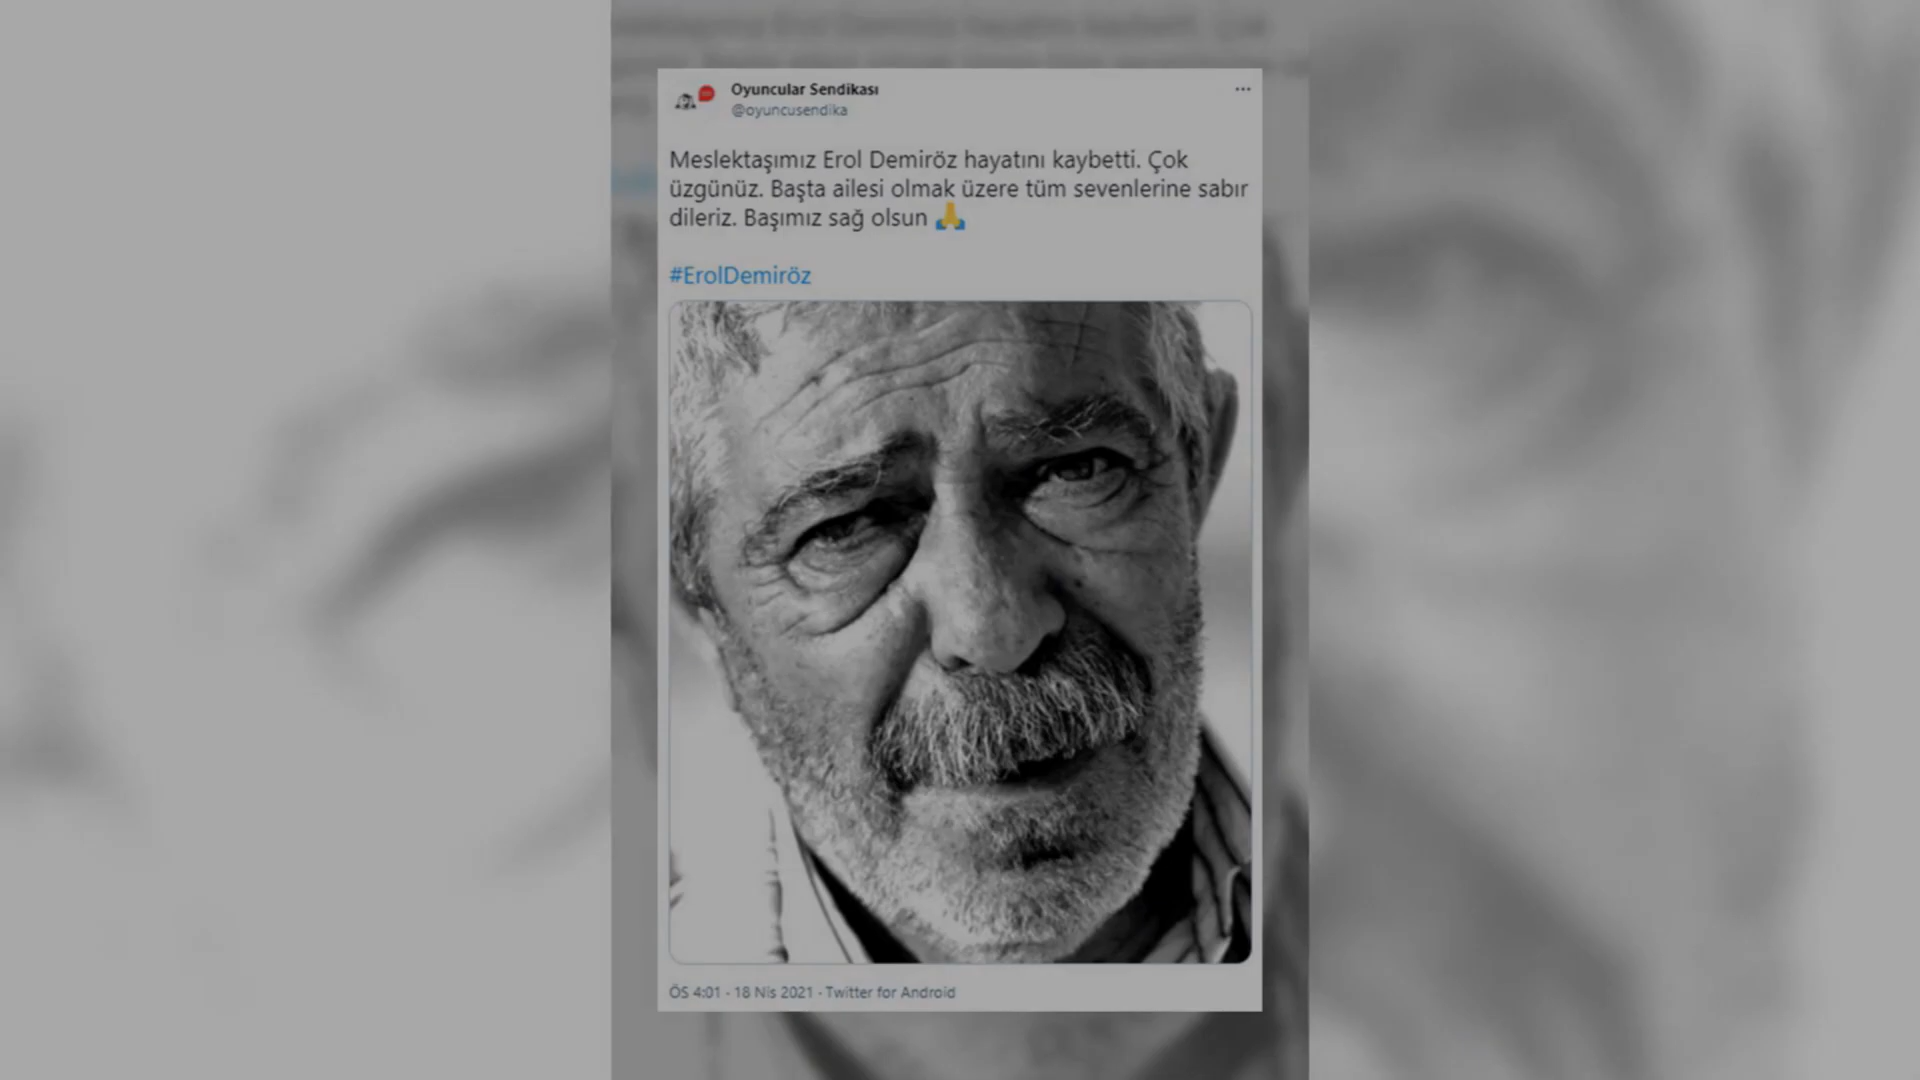 Oyuncular Sendikası
@oyuncusendika
Meslektaşımız Erol Demiröz hayatını kaybetti. Çok
üzgünüz. Başta ailesi olmak üzere tüm sevenlerine sabır
dileriz. Başımız sağ olsun 🙏
#ErolDemiröz
ÖS 4:01 · 18 Nis 2021 · Twitter for Android